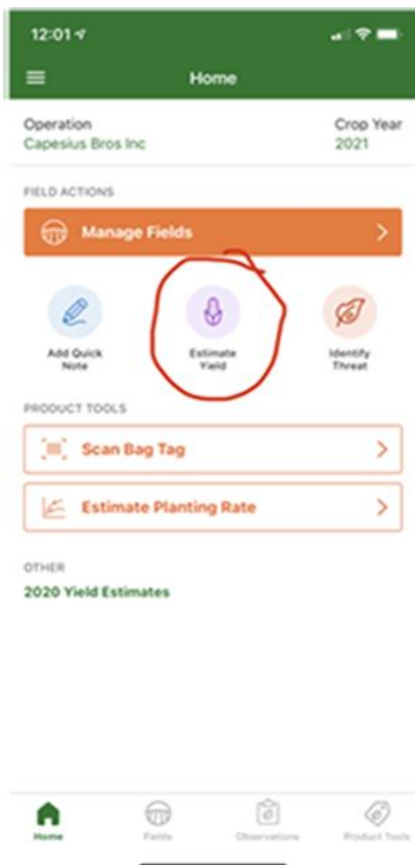 12:01
Home
Operation
Crop Year
Capesius Bros Inc
2021
FIELD ACTIONS
Manage Fields
Add Quick
Note
Estimate
Yield
Identify
Threat
PRODUCT TOOLS
Scan Bag Tag
Estimate Planting Rate
OTHER
2020 Yield Estimates
Home
Fields
Observations
Product Tools